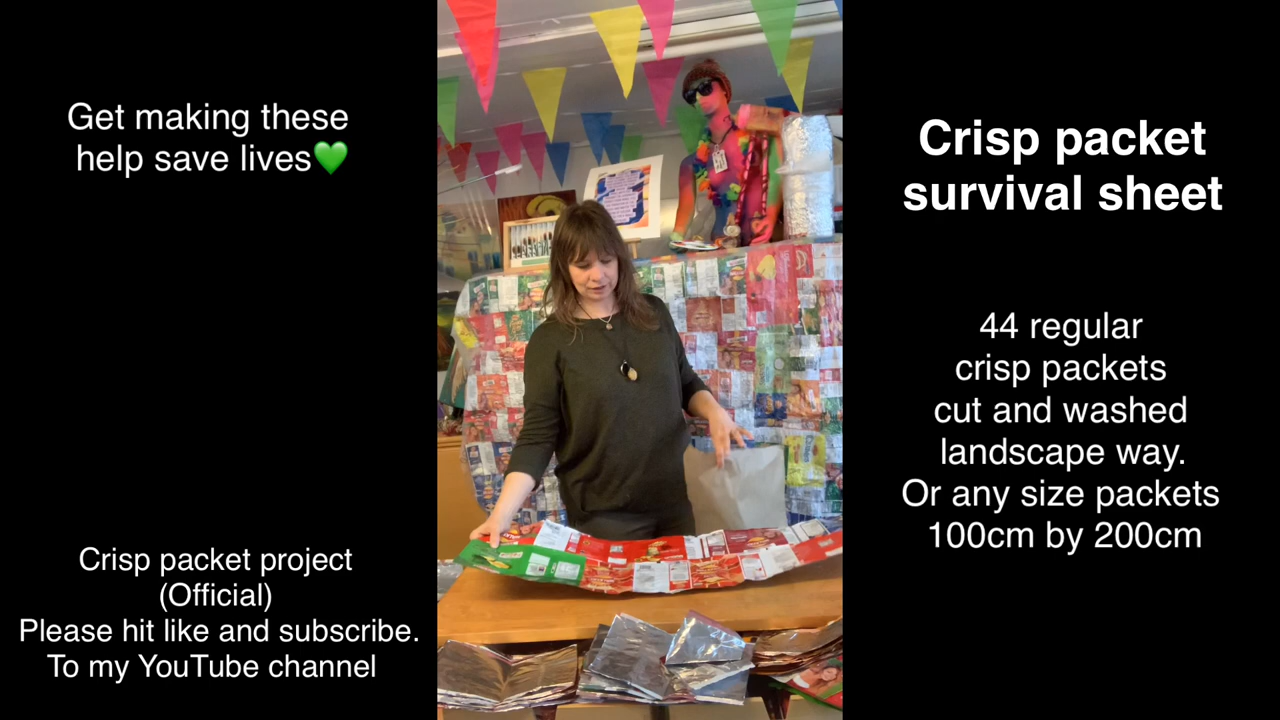 Get making these
help save lives💚
Crisp packet project
(Official)
Please hit like and subscribe.
To my YouTube channel
Crisp packet
survival sheet
44 regular
crisp packets
cut and washed
landscape way.
Or any size packets
100cm by 200cm